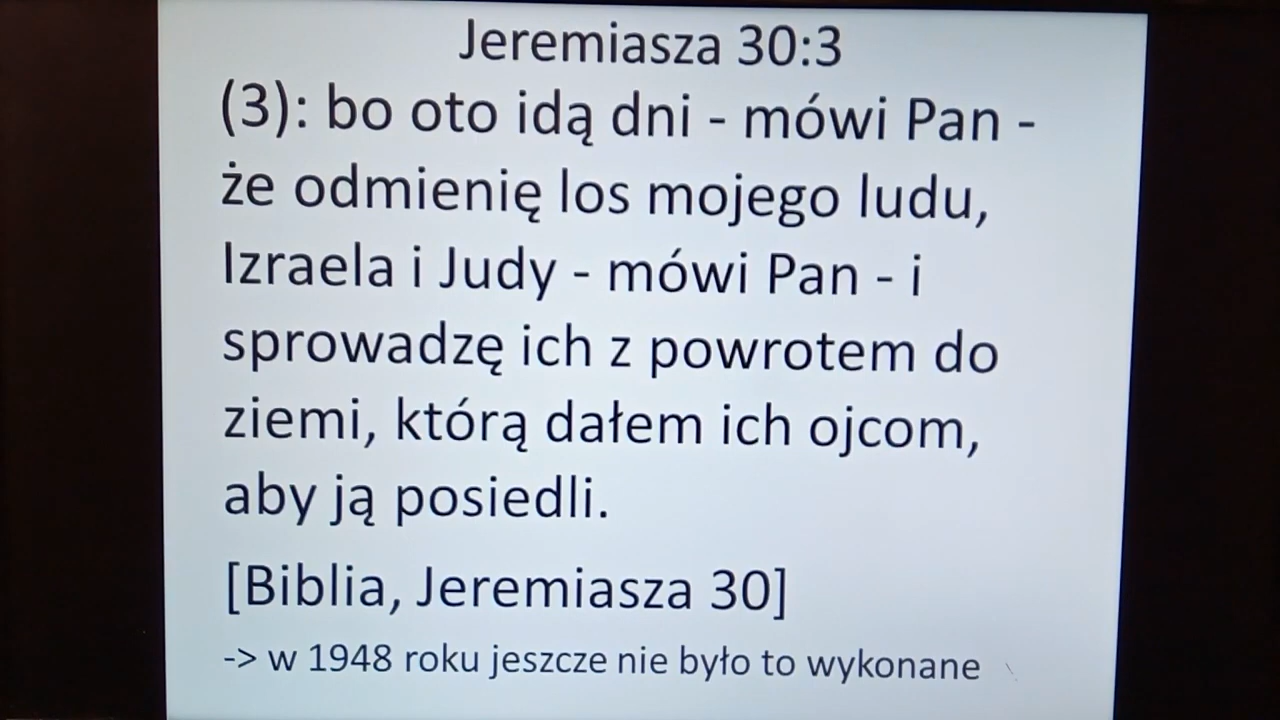 Jeremiasza 30:3
(3): bo oto idą dni - mówi Pan -
że odmienię los mojego ludu,
Izraela i Judy - mówi Pan - i
sprowadzę ich z powrotem do
ziemi, którą dałem ich ojcom,
aby ją posiedli.
[Biblia, Jeremiasza 30]
-> w 1948 roku jeszcze nie było to wykonane